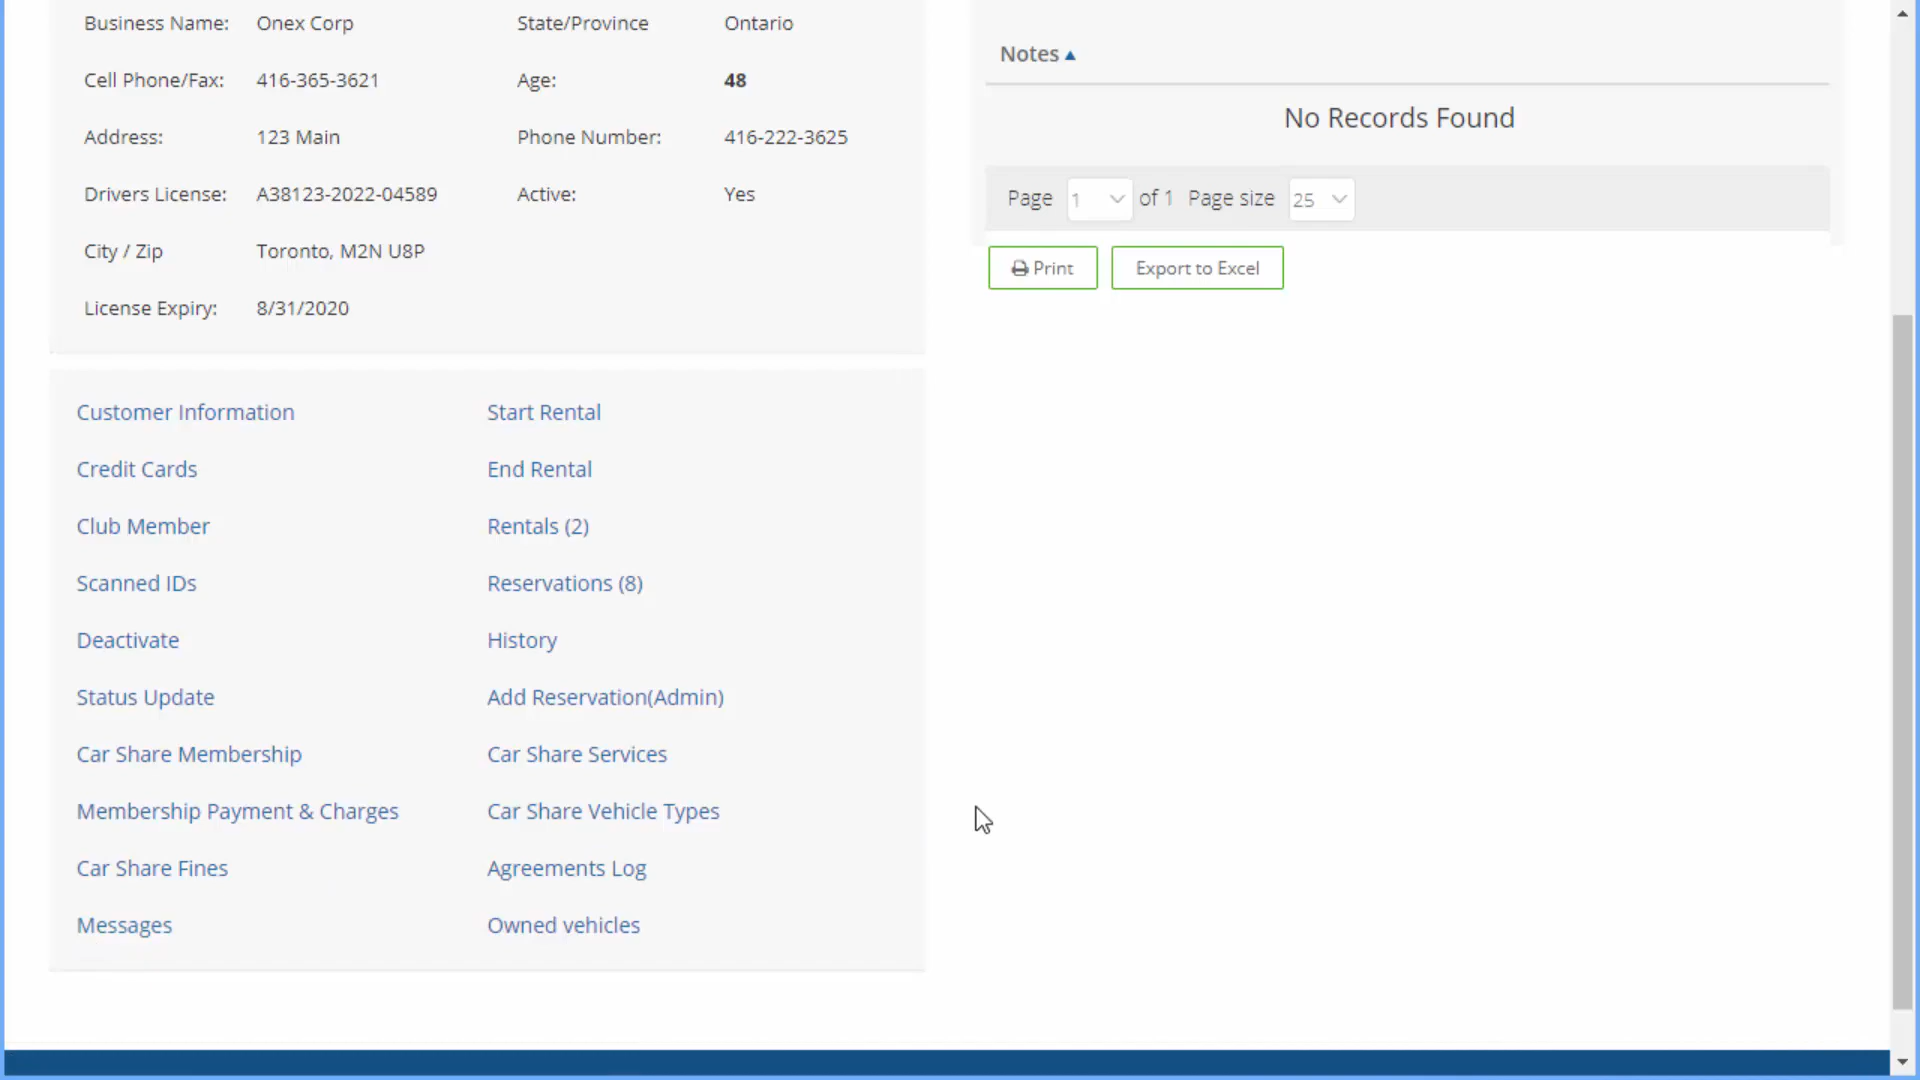 Business Name: Onex Corp State/Province Ontario
Cell Phone/Fax: 416-365-3621 Age: 48
Address: 123 Main Phone Number: 416-222-3625
Drivers License: A38123-2022-04589 Active: Yes
City / Zip Toronto, M2N U8P
License Expiry: 8/31/2020
Customer Information Start Rental
Credit Cards End Rental
Club Member Rentals (2)
Scanned IDs Reservations (8)
Deactivate History
Status Update Add Reservation(Admin)
Car Share Membership Car Share Services
Membership Payment & Charges Car Share Vehicle Types
Car Share Fines Agreements Log
Messages Owned vehicles
Notes
No Records Found
Page 1 of 1 Page size 25
Print Export to Excel